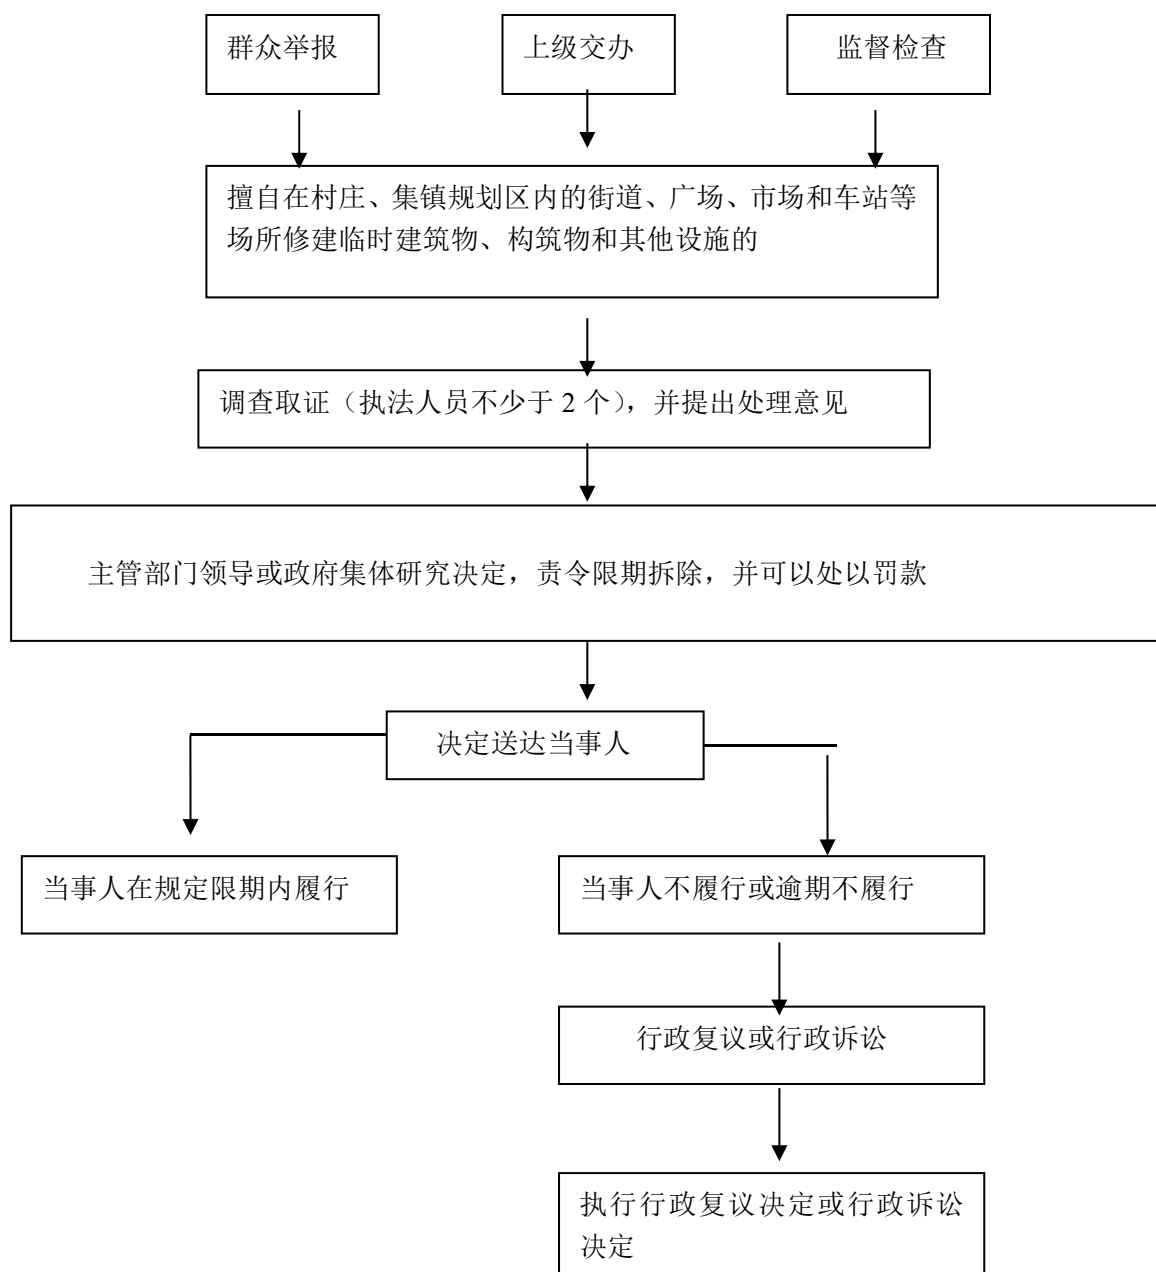 群众举报
上级交办
监督检查
擅自在村庄、集镇规划区内的街道、广场、市场和车站等
场所修建临时建筑物、构筑物和其他设施的
调查取证（执法人员不少于 2 个），并提出处理意见
主管部门领导或政府集体研究决定，责令限期拆除，并可以处以罚款
决定送达当事人
当事人在规定限期内履行
当事人不履行或逾期不履行
行政复议或行政诉讼
执行行政复议决定或行政诉讼
决定